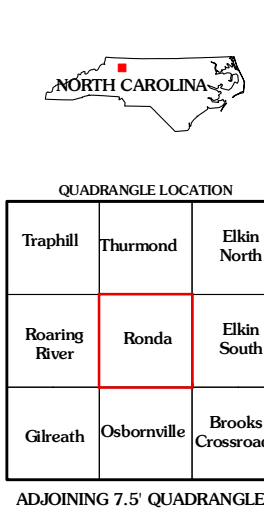 NORTH CAROLINA
QUADRANGLE LOCATION
Traphill Thurmond Elkin
North
Roaring
River Ronda Elkin
South
Gilreath Osbornville Brooks
Crossroad
ADJOINING 7.5' QUADRANGLE